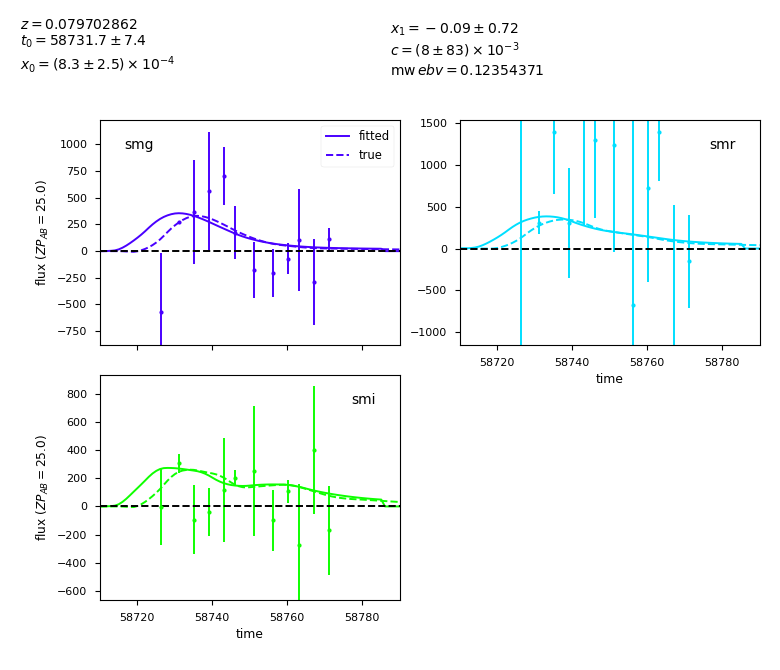 z = 0.079702862
t₀ = 58731.7 ± 7.4
x₀ = (8.3 ± 2.5) × 10⁻⁴
x₁ = −0.09 ± 0.72
c = (8 ± 83) × 10⁻³
mw ebv = 0.12354371
smg
fitted
true
1000
750
500
250
0
−250
−500
−750
flux (ZP_AB = 25.0)
smr
1500
1000
500
0
−500
−1000
58720 58740 58760 58780
time
smi
800
600
400
200
0
−200
−400
−600
flux (ZP_AB = 25.0)
58720 58740 58760 58780
time